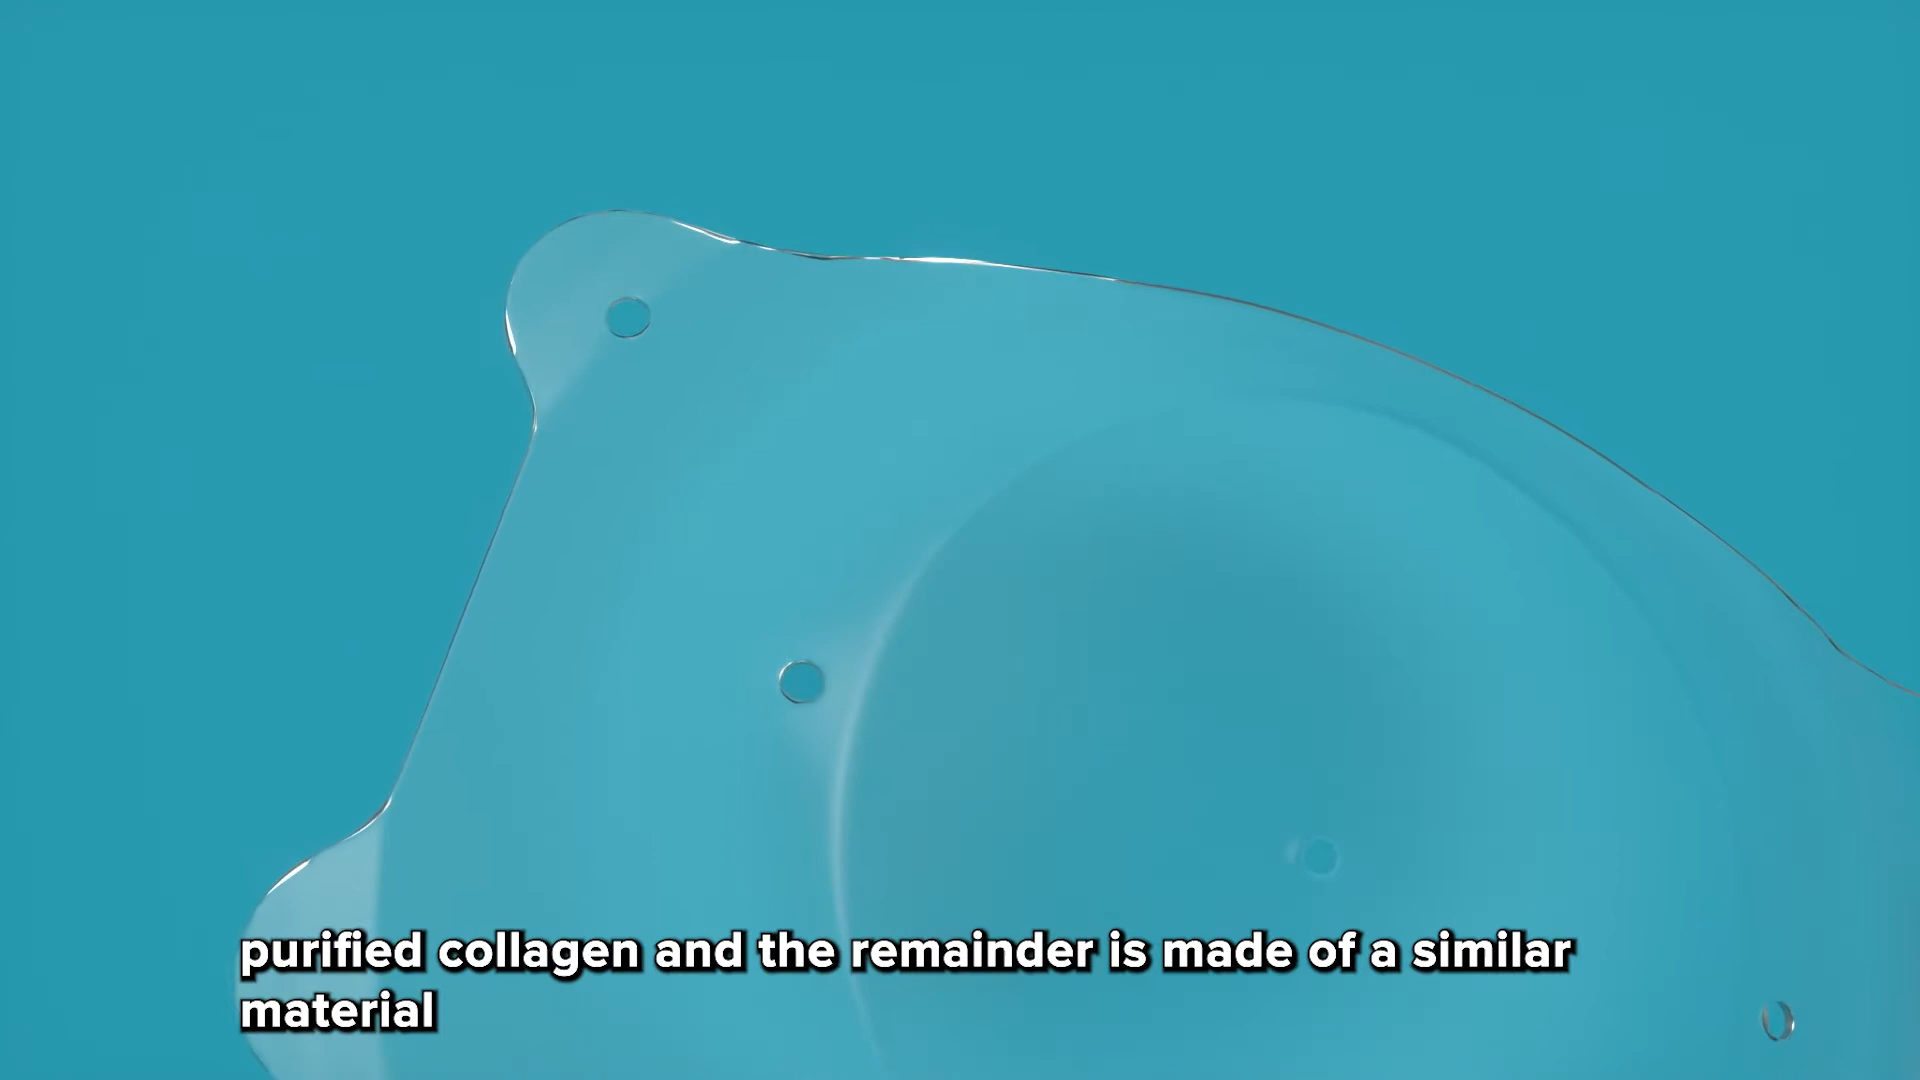 purified collagen and the remainder is made of a similar
material